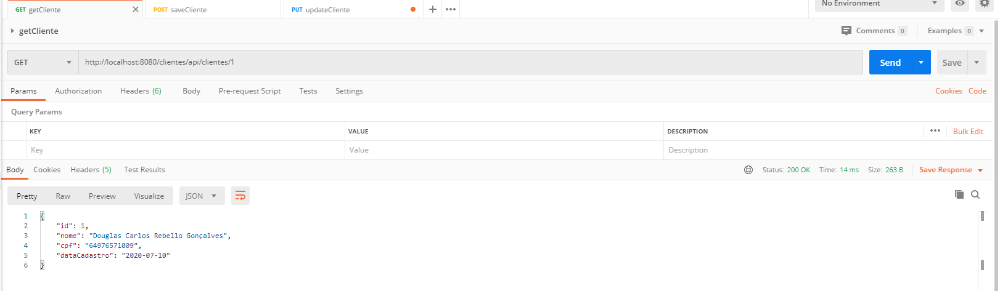 GET getCliente POST saveCliente PUT updateCliente No Environment
getCliente Comments 0 Examples 0
GET http://localhost:8080/clientes/api/clientes/1 Send Save
Params Authorization Headers (6) Body Pre-request Script Tests Settings Cookies Code
Query Params
KEY VALUE DESCRIPTION Bulk Edit
Key Value Description
Body Cookies Headers (5) Test Results Status: 200 OK Time: 14 ms Size: 263 B Save Response
Pretty Raw Preview Visualize JSON
1 {
2 "id": 1,
3 "nome": "Douglas Carlos Rebello Gonçalves",
4 "cpf": "64976571009",
5 "dataCadastro": "2020-07-10"
6 }